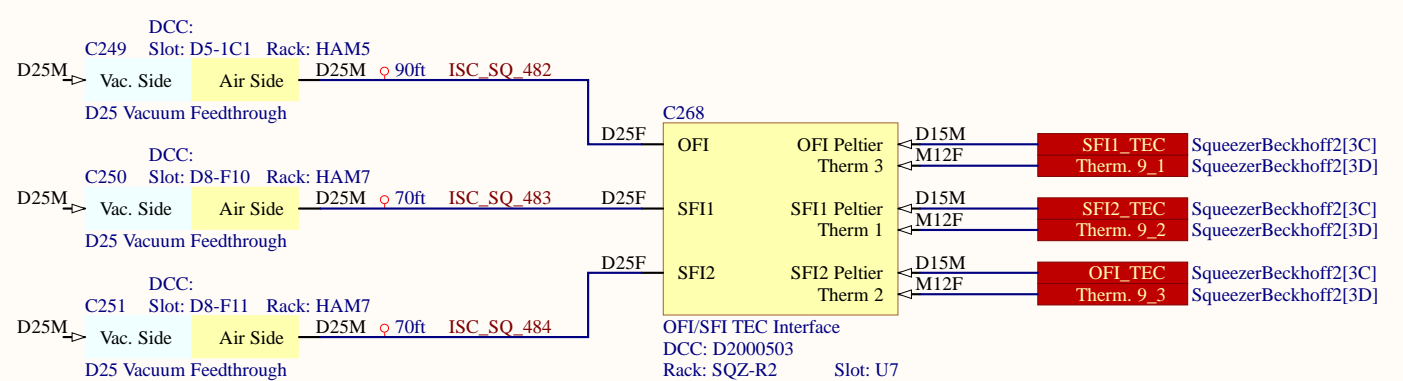 DCC:
C249 Slot: D5-1C1 Rack: HAM5
D25M Vac. Side Air Side D25M 90ft ISC_SQ_482
D25 Vacuum Feedthrough
DCC:
C250 Slot: D8-F10 Rack: HAM7
D25M Vac. Side Air Side D25M 70ft ISC_SQ_483
D25 Vacuum Feedthrough
DCC:
C251 Slot: D8-F11 Rack: HAM7
D25M Vac. Side Air Side D25M 70ft ISC_SQ_484
D25 Vacuum Feedthrough
C268
D25F OFI OFI Peltier D15M SFI1_TEC SqueezerBeckhoff2[3C]
Therm 3 M12F Therm. 9_1 SqueezerBeckhoff2[3D]
D25F SFI1 SFI1 Peltier D15M SFI2_TEC SqueezerBeckhoff2[3C]
Therm 1 M12F Therm. 9_2 SqueezerBeckhoff2[3D]
D25F SFI2 SFI2 Peltier D15M OFI_TEC SqueezerBeckhoff2[3C]
Therm 2 M12F Therm. 9_3 SqueezerBeckhoff2[3D]
OFI/SFI TEC Interface
DCC: D2000503
Rack: SQZ-R2 Slot: U7